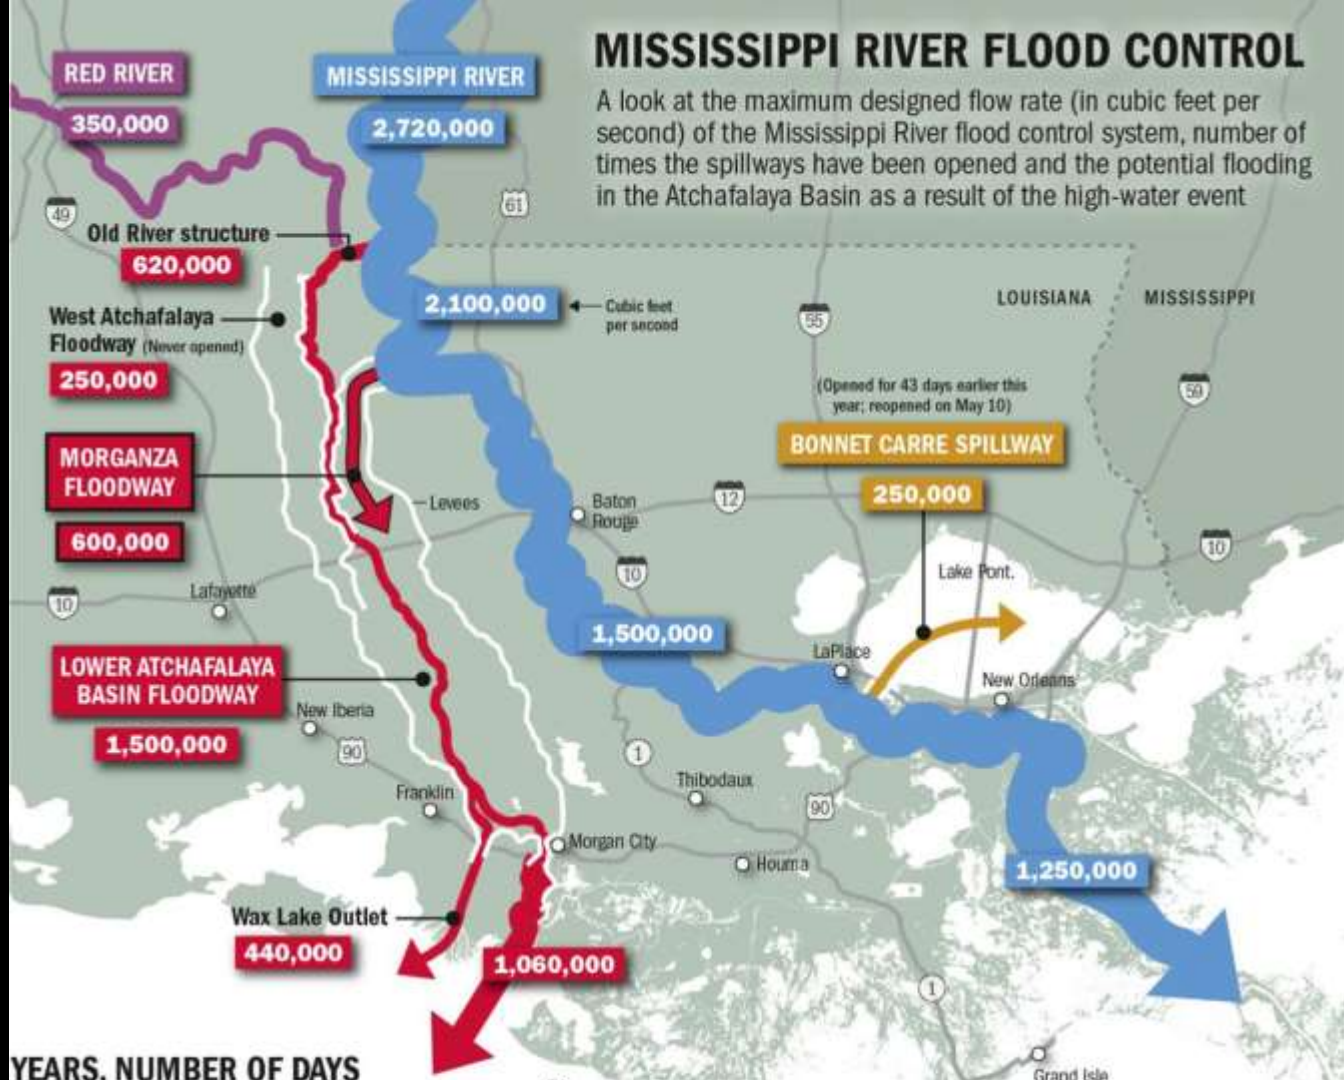 MISSISSIPPI RIVER FLOOD CONTROL
A look at the maximum designed flow rate (in cubic feet per
second) of the Mississippi River flood control system, number of
times the spillways have been opened and the potential flooding
in the Atchafalaya Basin as a result of the high-water event
RED RIVER
350,000
MISSISSIPPI RIVER
2,720,000
49
61
Old River structure
620,000
2,100,000
Cubic feet
per second
West Atchafalaya
Floodway (Never opened)
250,000
55
LOUISIANA
MISSISSIPPI
59
(Opened for 43 days earlier this
year; reopened on May 10)
BONNET CARRE SPILLWAY
250,000
MORGANZA
FLOODWAY
600,000
Levees
Baton
Rouge
12
10
10
Lake Pont.
10
Lafayette
1,500,000
LaPlace
New Orleans
LOWER ATCHAFALAYA
BASIN FLOODWAY
1,500,000
New Iberia
90
1
Thibodaux
90
Franklin
Morgan City
Houma
1,250,000
Wax Lake Outlet
440,000
1,060,000
1
YEARS, NUMBER OF DAYS
Grand Isle